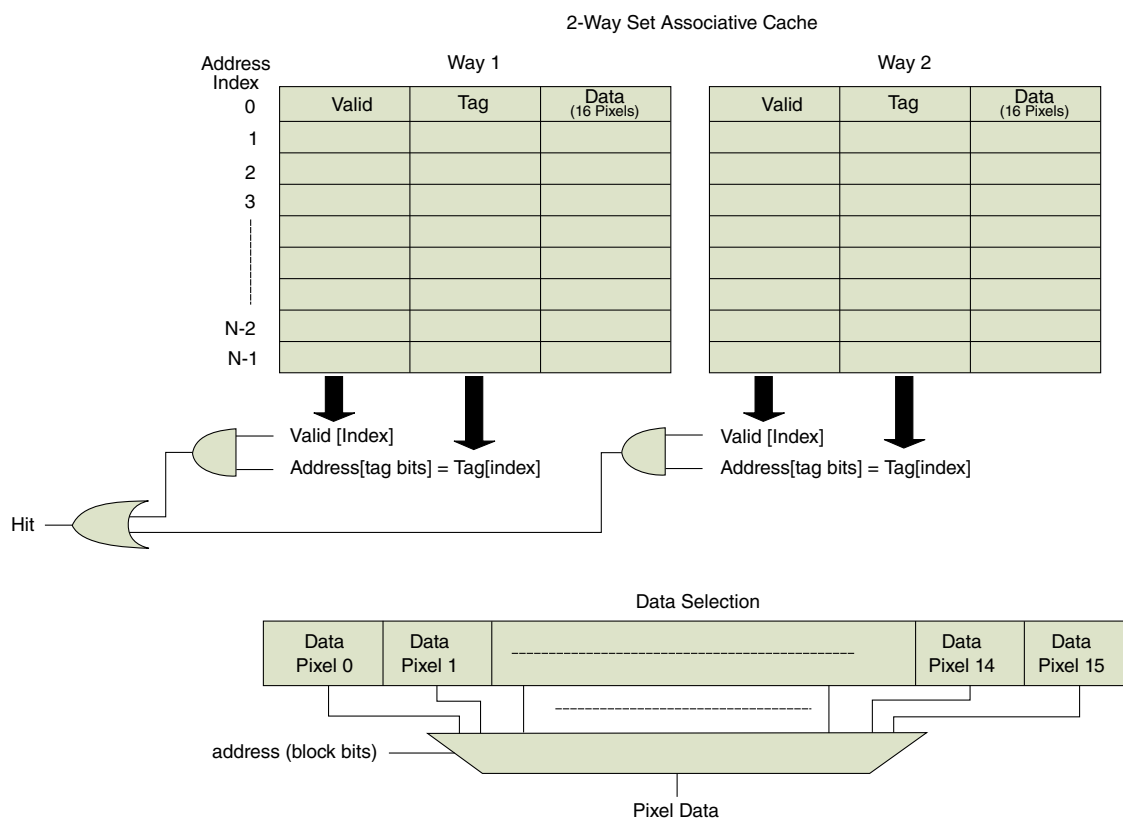 2-Way Set Associative Cache
Address
Index
Way 1
Way 2
0
Valid
Tag
Data
(16 Pixels)
Valid
Tag
Data
(16 Pixels)
1
2
3
N-2
N-1
Valid [Index]
Address[tag bits] = Tag[index]
Valid [Index]
Address[tag bits] = Tag[index]
Hit
Data Selection
Data
Pixel 0
Data
Pixel 1
Data
Pixel 14
Data
Pixel 15
address (block bits)
Pixel Data